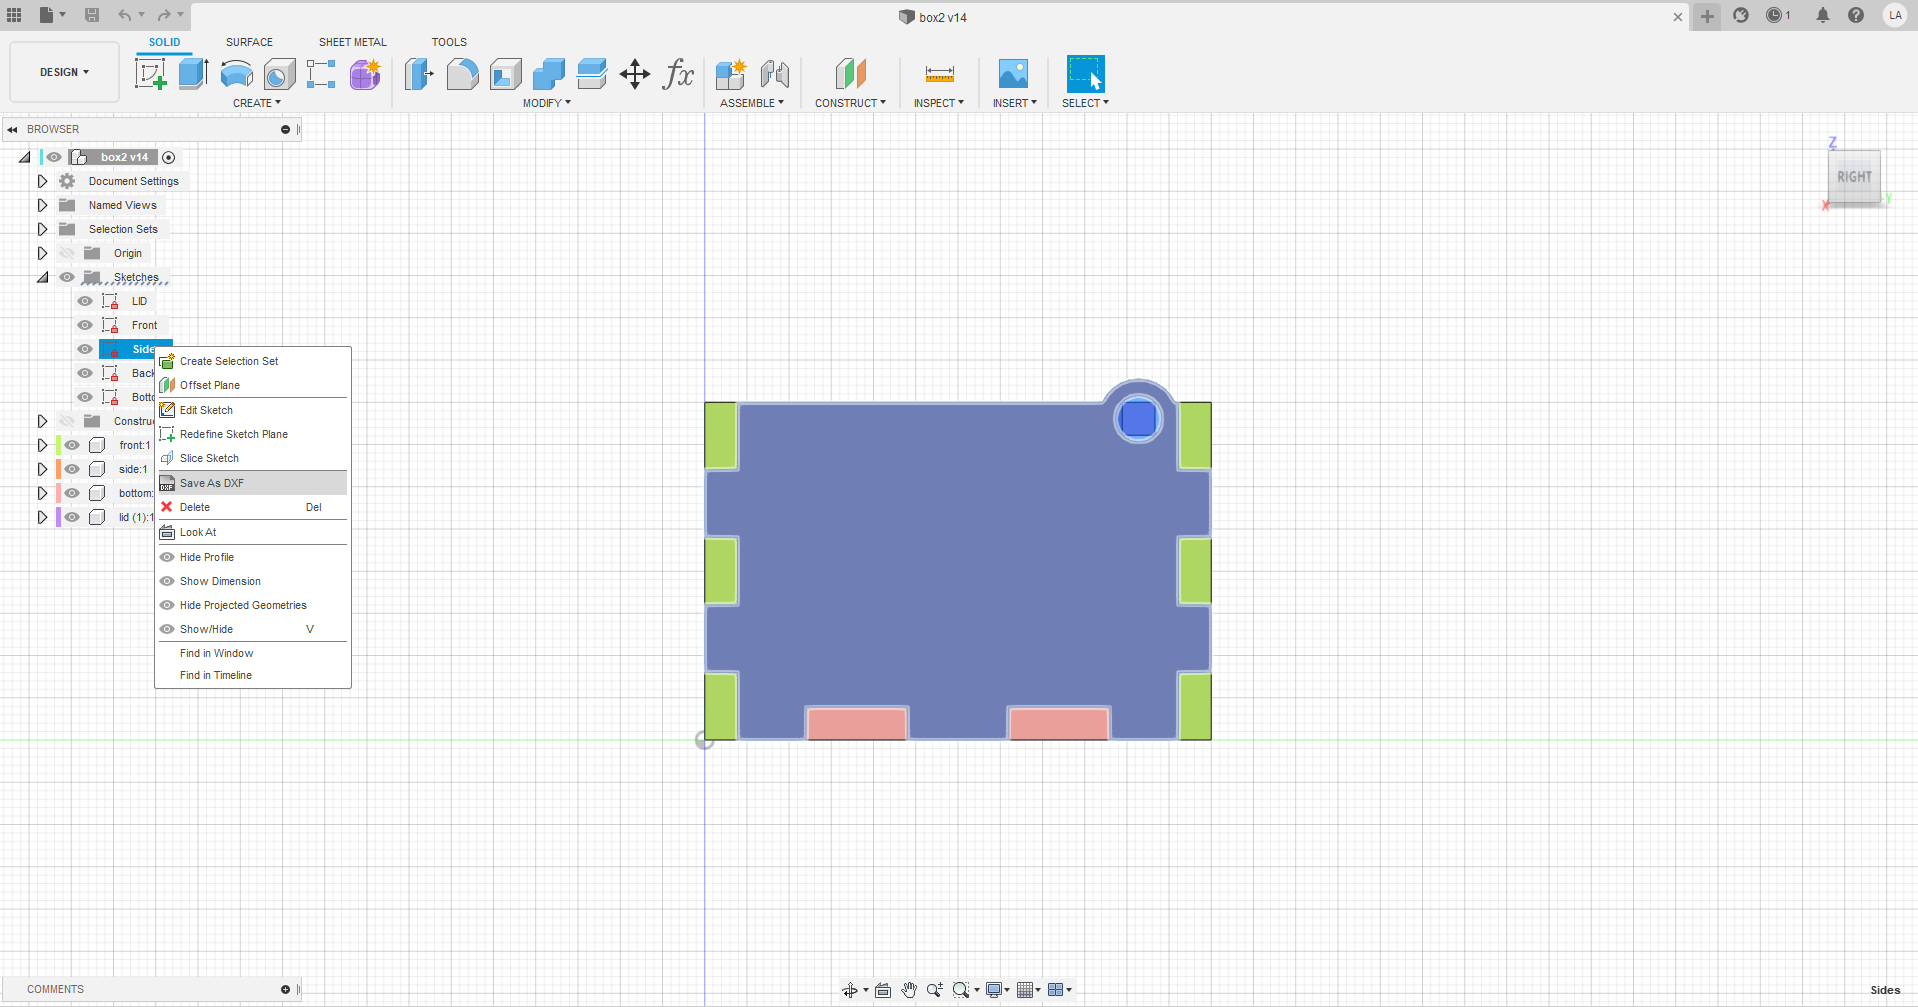 box2 v14
1
LA
DESIGN
SOLID
SURFACE
SHEET METAL
TOOLS
fx
CREATE
MODIFY
ASSEMBLE
CONSTRUCT
INSPECT
INSERT
SELECT
BROWSER
box2 v14
Document Settings
Named Views
Selection Sets
Origin
Sketches
LID
Front
Side
Back
Botto
Constru
front:1
side:1
bottom:
lid (1):1
Create Selection Set
Offset Plane
Edit Sketch
Redefine Sketch Plane
Slice Sketch
DXF
Save As DXF
Delete Del
Look At
Hide Profile
Show Dimension
Hide Projected Geometries
Show/Hide V
Find in Window
Find in Timeline
Z
RIGHT
X
Y
COMMENTS
Sides